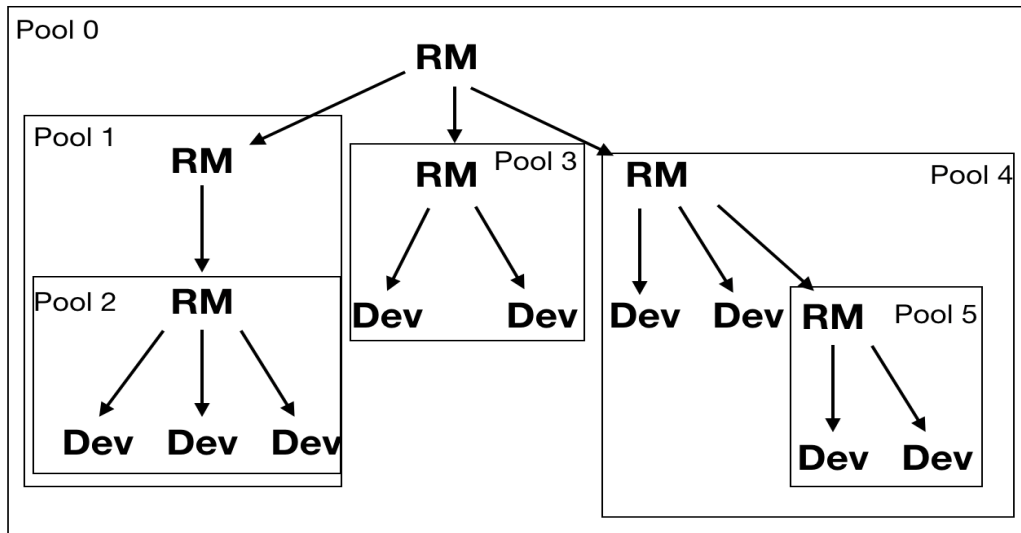 Pool 0
RM
Pool 1
RM
Pool 3
RM
Pool 4
RM
Pool 2
RM
Dev Dev Dev
Dev Dev
Dev Dev
Pool 5
RM
Dev Dev